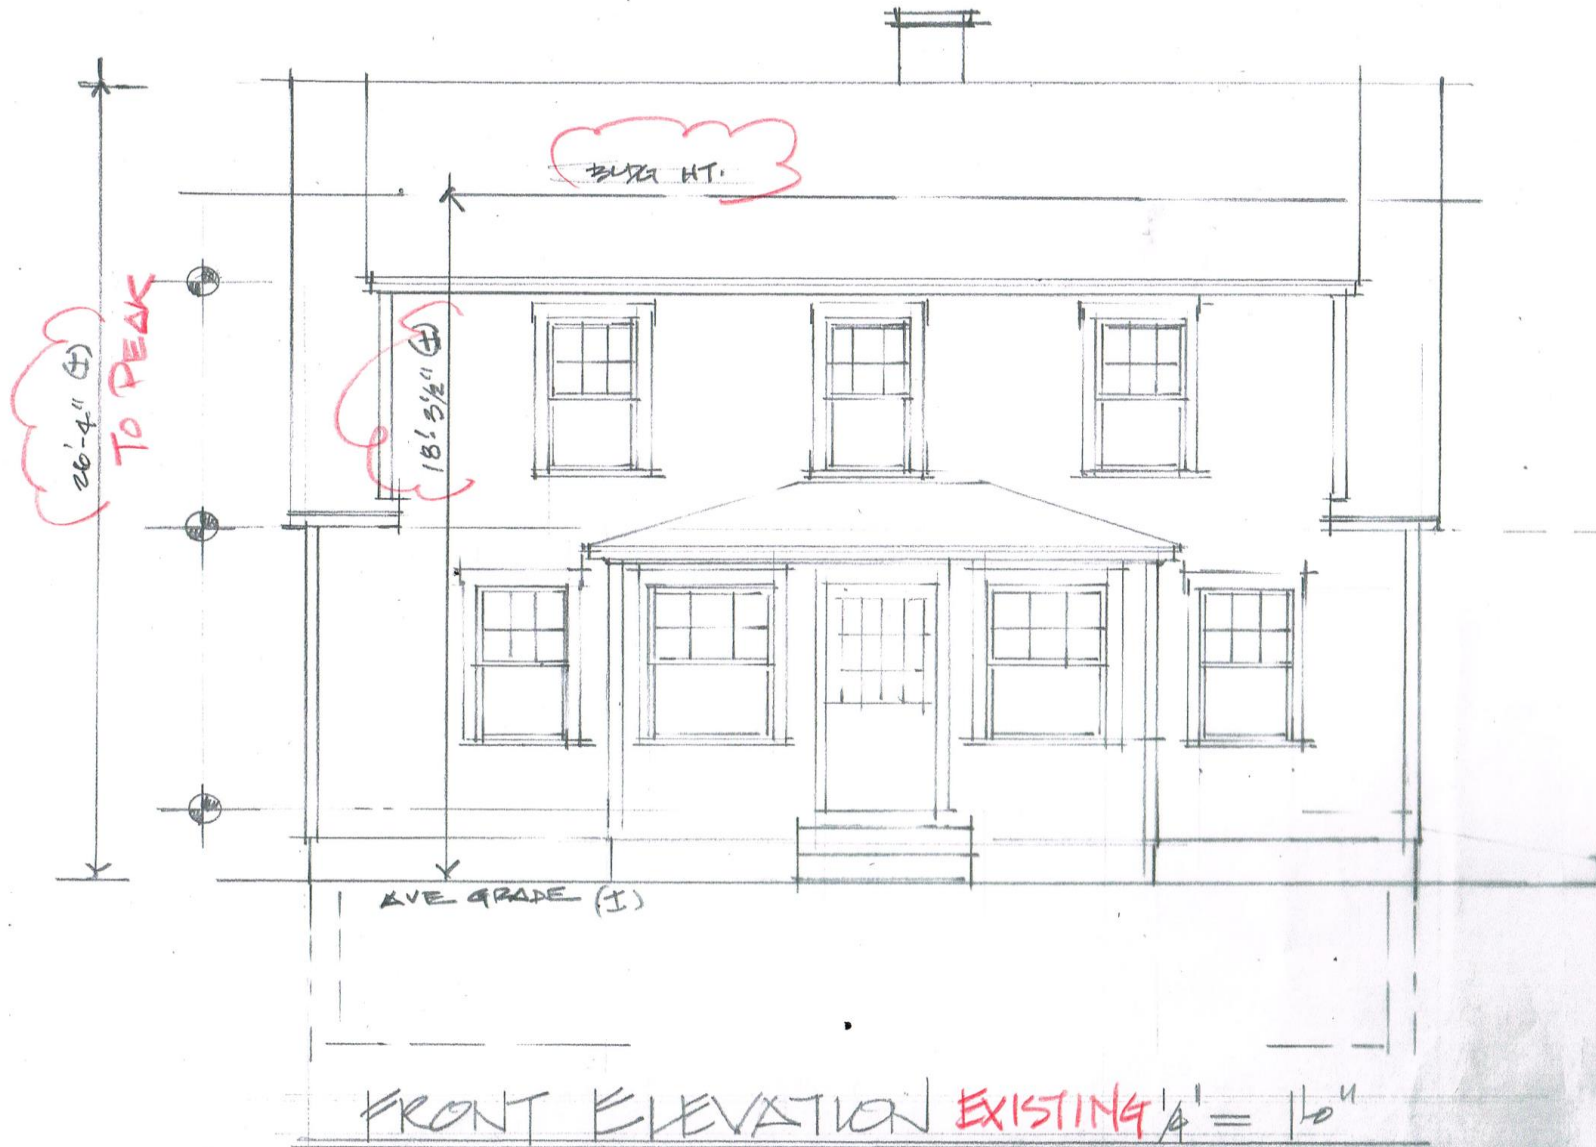 BLDG HT.
26'-4" (±)
TO PEAK
18'-3½" (±)
AVE GRADE (±)
FRONT ELEVATION EXISTING ¼" = 1'-0"